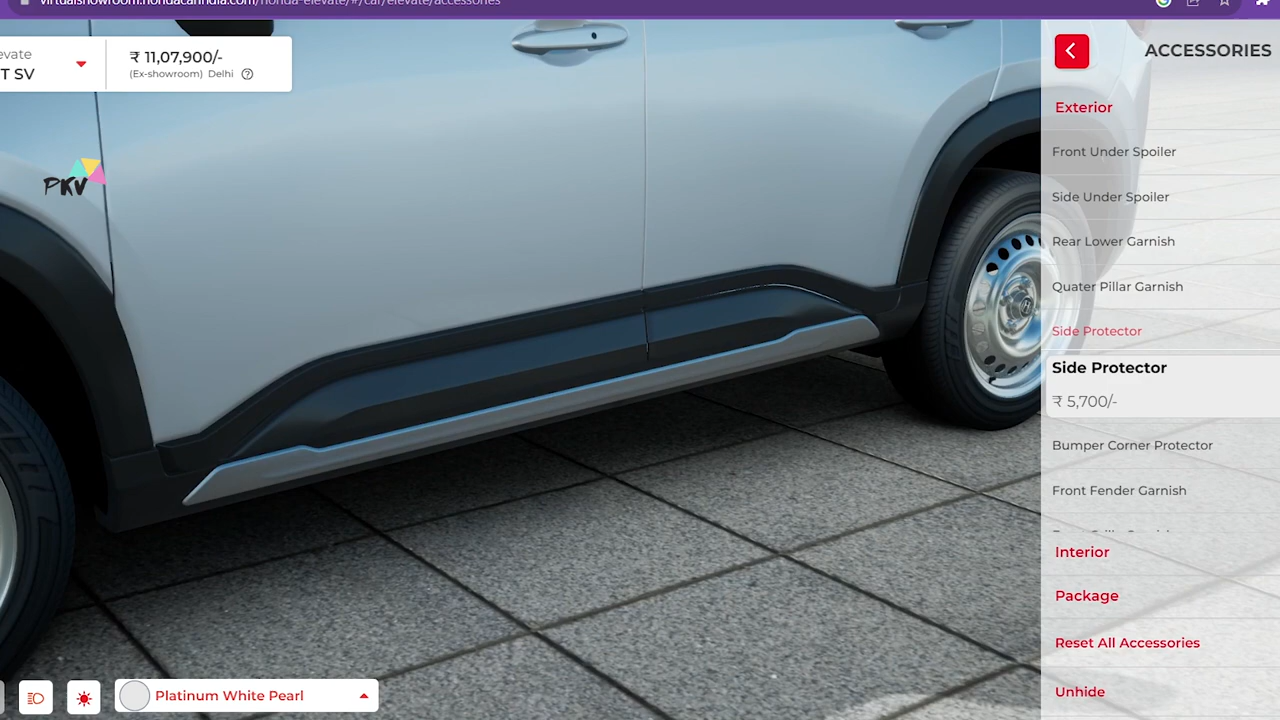 virtualshowroom.hondacarindia.com/honda-elevate/#/car/elevate/accessories
evate
T SV
₹ 11,07,900/-
(Ex-showroom) Delhi
PKV
ACCESSORIES
Exterior
Front Under Spoiler
Side Under Spoiler
Rear Lower Garnish
Quater Pillar Garnish
Side Protector
Side Protector
₹ 5,700/-
Bumper Corner Protector
Front Fender Garnish
Interior
Package
Reset All Accessories
Unhide
Platinum White Pearl